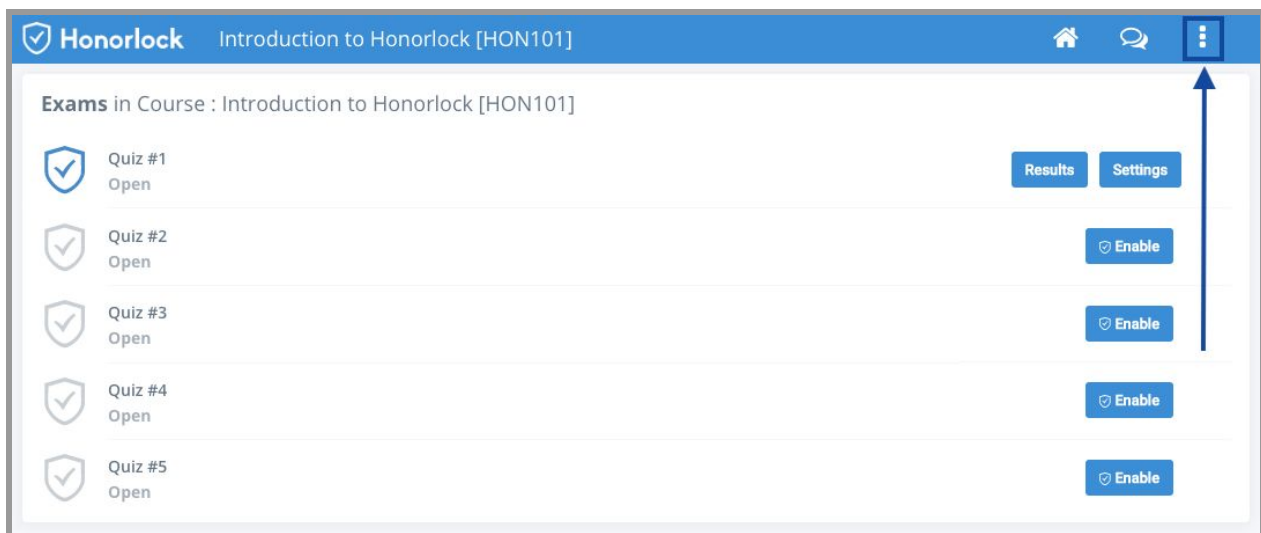 Honorlock Introduction to Honorlock [HON101]
Exams in Course : Introduction to Honorlock [HON101]
Quiz #1
Open
Results Settings
Quiz #2
Open
Enable
Quiz #3
Open
Enable
Quiz #4
Open
Enable
Quiz #5
Open
Enable